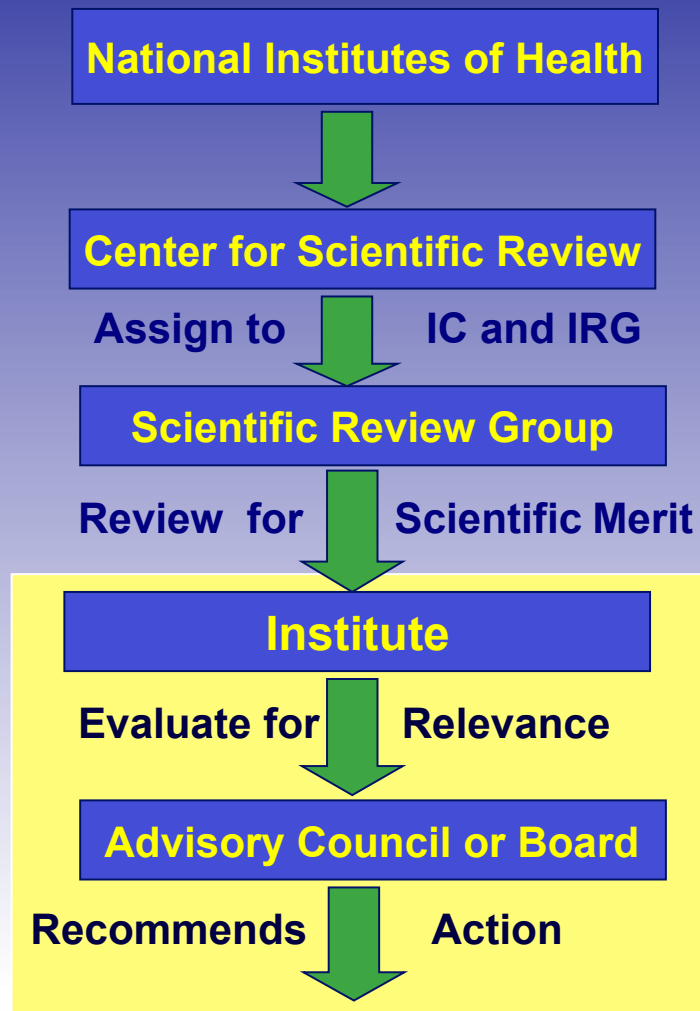 National Institutes of Health
Center for Scientific Review
Assign to IC and IRG
Scientific Review Group
Review for Scientific Merit
Institute
Evaluate for Relevance
Advisory Council or Board
Recommends Action